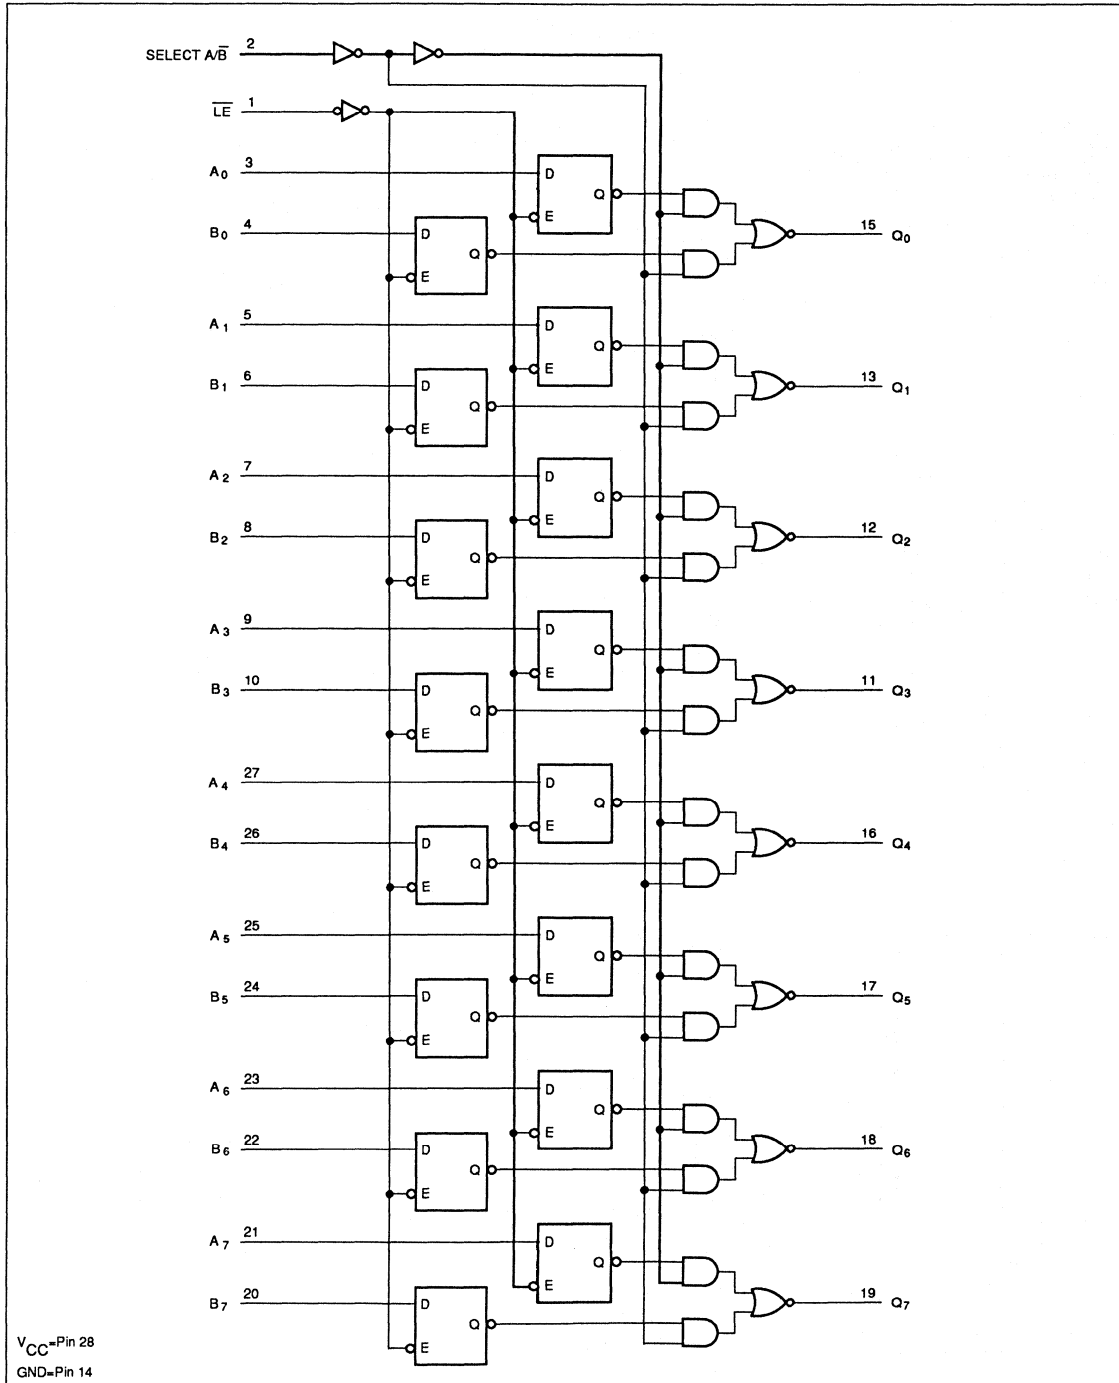 SELECT A/B̅ 2
L̅E̅ 1
A0 3
D
Q
E
B0 4
D
Q
E
15 Q0
A1 5
D
Q
E
B1 6
D
Q
E
13 Q1
A2 7
D
Q
E
B2 8
D
Q
E
12 Q2
A3 9
D
Q
E
B3 10
D
Q
E
11 Q3
A4 27
D
Q
E
B4 26
D
Q
E
16 Q4
A5 25
D
Q
E
B5 24
D
Q
E
17 Q5
A6 23
D
Q
E
B6 22
D
Q
E
18 Q6
A7 21
D
Q
E
B7 20
D
Q
E
19 Q7
VCC=Pin 28
GND=Pin 14